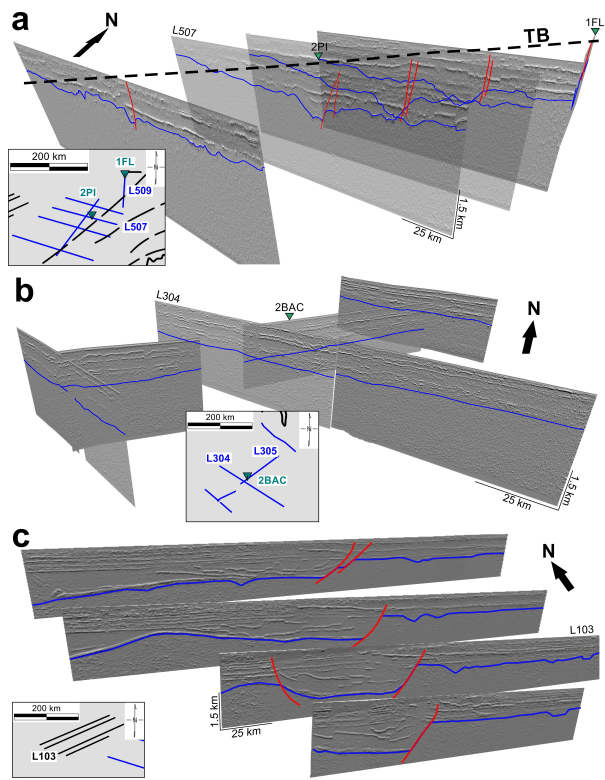 a
L507
2PI
TB
1FL
200 km
N
1FL
2PI
L509
L507
25 km
1.5 km
b
L304
2BAC
N
200 km
N
L304
L305
2BAC
25 km
1.5 km
c
N
L103
200 km
N
L103
1.5 km
25 km